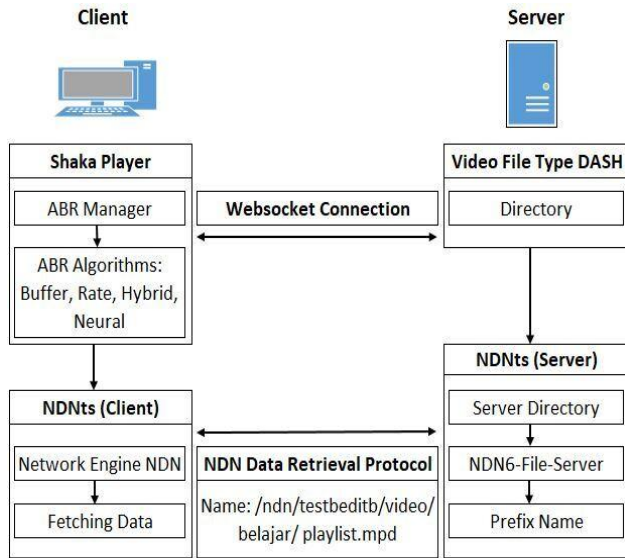 Client
Server
Shaka Player
ABR Manager
ABR Algorithms:
Buffer, Rate, Hybrid,
Neural
Websocket Connection
Video File Type DASH
Directory
NDNts (Client)
Network Engine NDN
Fetching Data
NDN Data Retrieval Protocol
Name: /ndn/testbeditb/video/
belajar/ playlist.mpd
NDNts (Server)
Server Directory
NDN6-File-Server
Prefix Name